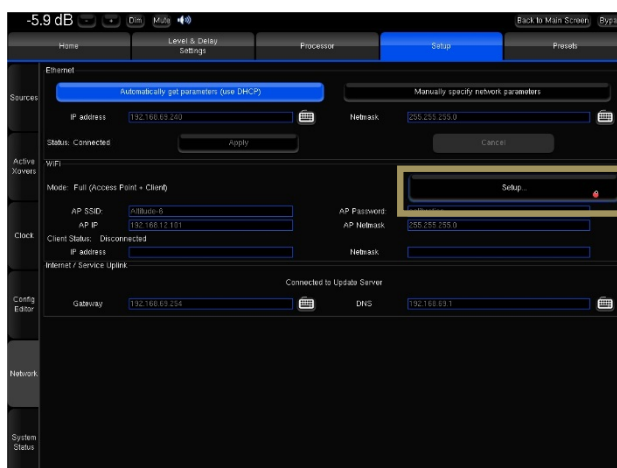 -5.9 dB - + Dim Mute Back to Main Screen Bypa
Home Level & Delay Settings Processor Setup Presets
Sources
Active Xovers
Clock
Config Editor
Network
System Status
Ethernet
Automatically get parameters (use DHCP) Manually specify network parameters
IP address 192.168.69.240 Netmask 255.255.255.0
Status: Connected Apply Cancel
WiFi
Mode: Full (Access Point + Client) Setup...
AP SSID: Altitude-6 AP Password:
AP IP 192.168.12.101 AP Netmask 255.255.255.0
Client Status: Disconnected
IP address Netmask
Internet / Service Uplink
Connected to Update Server
Gateway 192.168.69.254 DNS 192.168.69.1